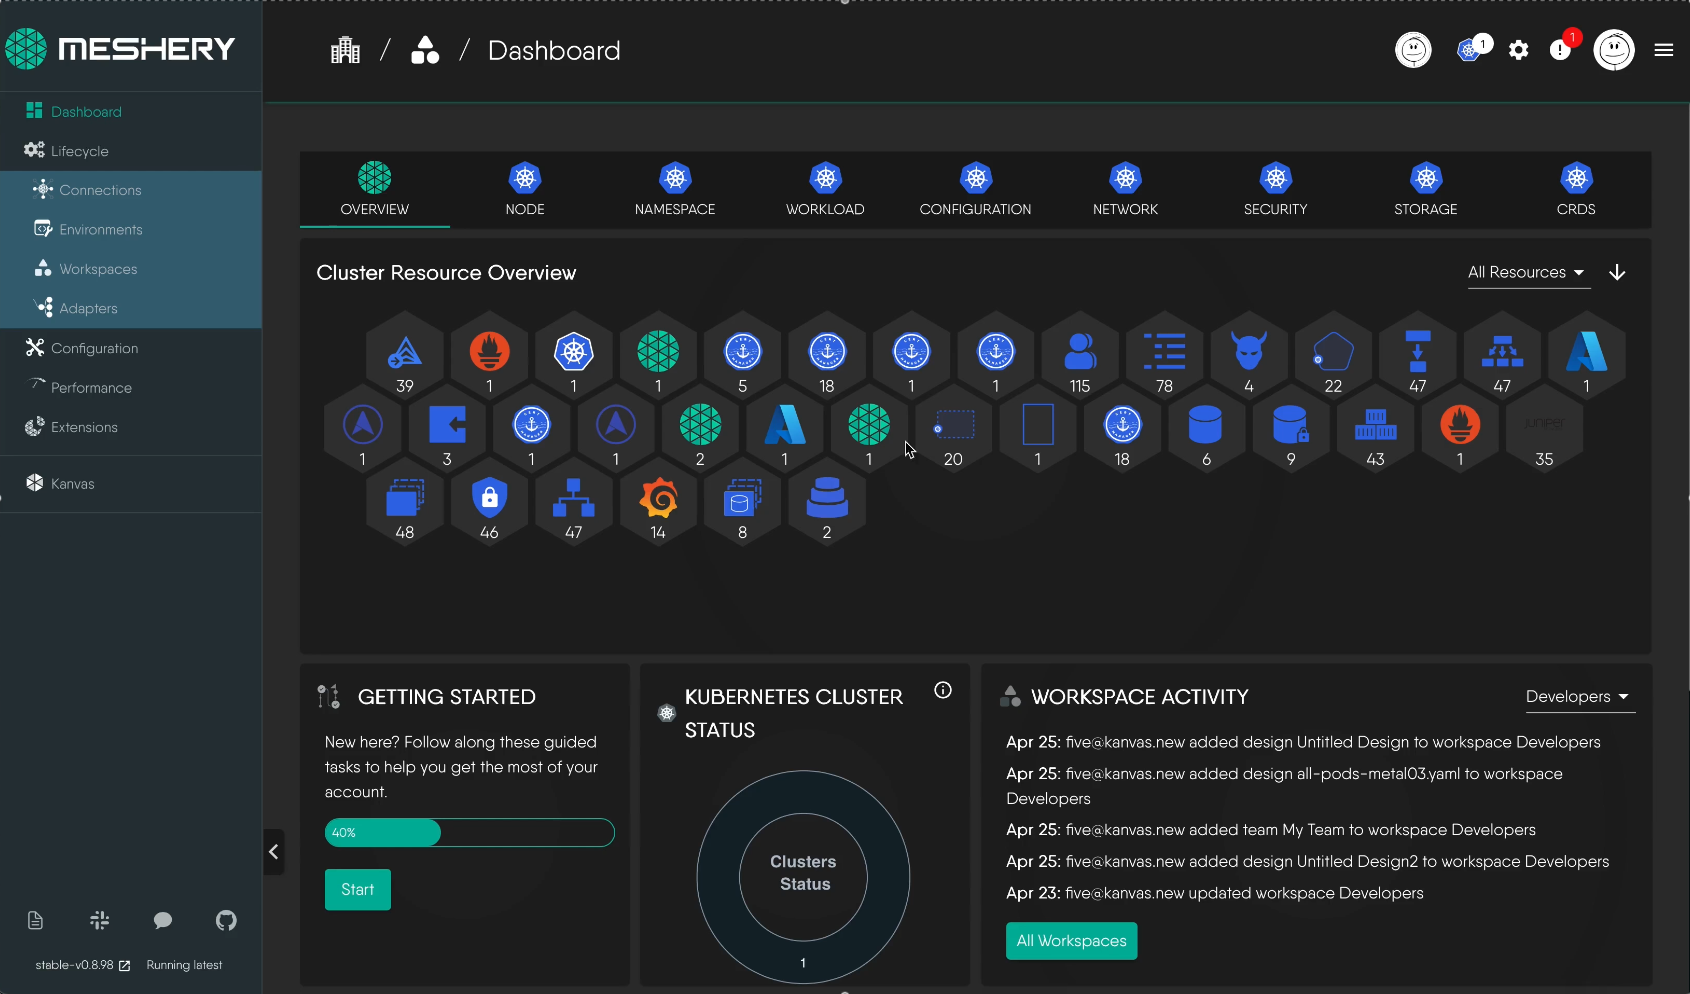 MESHERY
Dashboard
Lifecycle
Connections
Environments
Workspaces
Adapters
Configuration
Performance
Extensions
Kanvas
stable-v0.8.98 Running latest
/ / Dashboard
1
1
OVERVIEW NODE NAMESPACE WORKLOAD CONFIGURATION NETWORK SECURITY STORAGE CRDS
Cluster Resource Overview
All Resources
39 1 1 1 5 18 1 1 115 78 4 22 47 47 1
1 3 1 1 2 1 1 20 1 18 6 9 43 1 35
48 46 47 14 8 2
GETTING STARTED
New here? Follow along these guided
tasks to help you get the most of your
account.
40%
Start
KUBERNETES CLUSTER
STATUS
Clusters
Status
1
WORKSPACE ACTIVITY
Developers
Apr 25: five@kanvas.new added design Untitled Design to workspace Developers
Apr 25: five@kanvas.new added design all-pods-metal03.yaml to workspace
Developers
Apr 25: five@kanvas.new added team My Team to workspace Developers
Apr 25: five@kanvas.new added design Untitled Design2 to workspace Developers
Apr 23: five@kanvas.new updated workspace Developers
All Workspaces